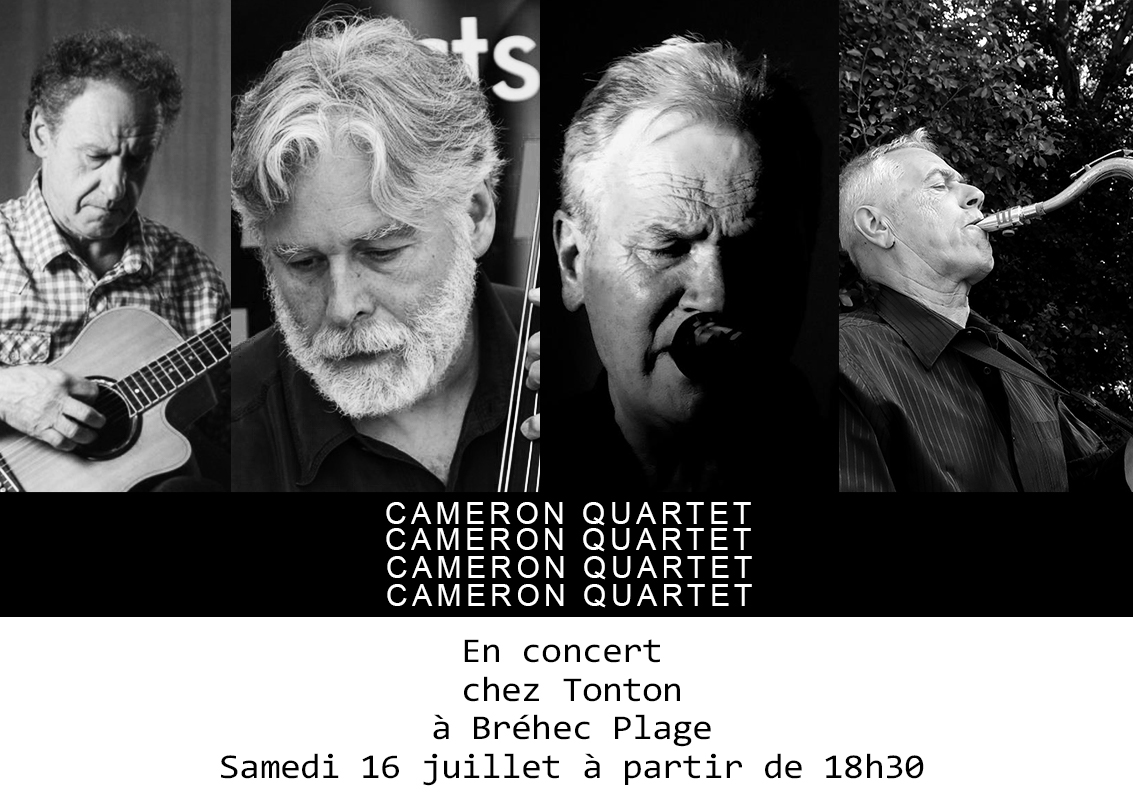 CAMERON QUARTET
CAMERON QUARTET
CAMERON QUARTET
CAMERON QUARTET
En concert
chez Tonton
à Bréhec Plage
Samedi 16 juillet à partir de 18h30